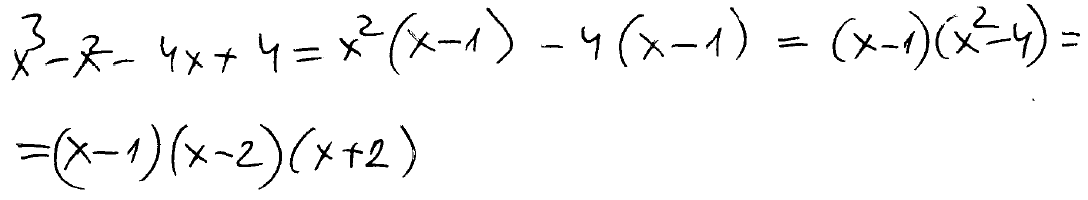 x³-x²-4x+4=x²(x-1)-4(x-1)=(x-1)(x²-4)=
=(x-1)(x-2)(x+2)